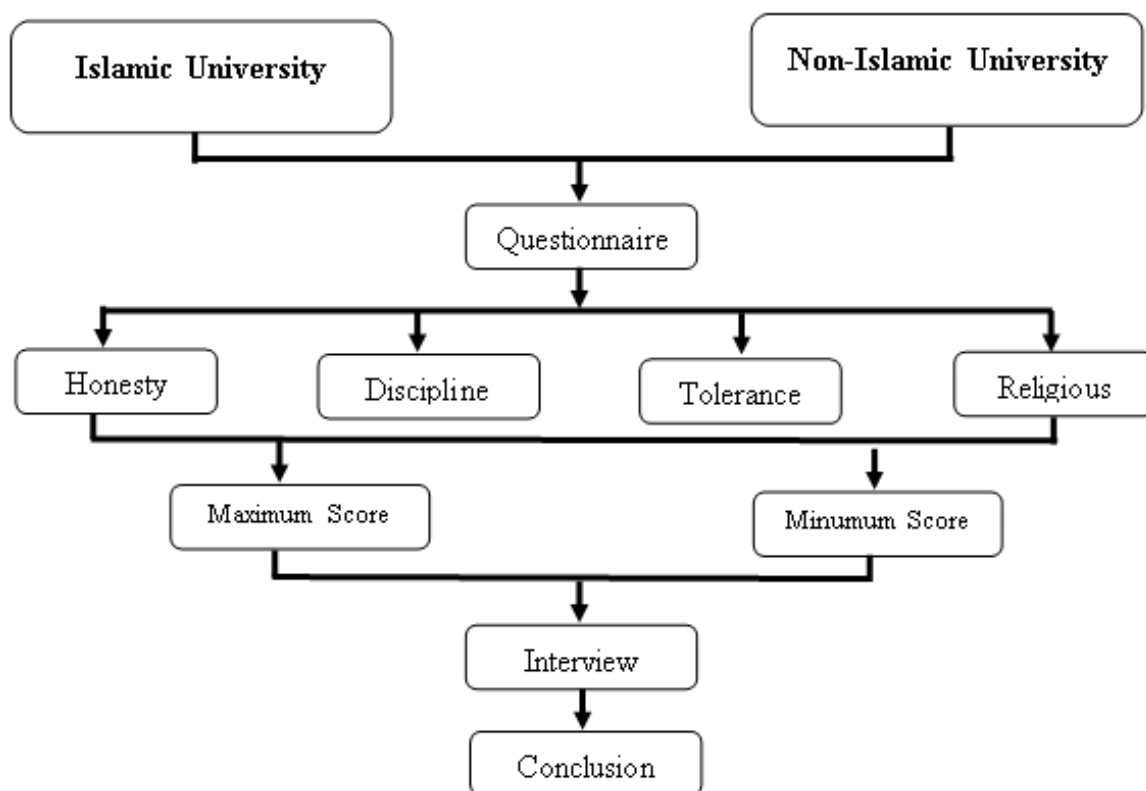 Islamic University
Non-Islamic University
Questionnaire
Honesty
Discipline
Tolerance
Religious
Maximum Score
Minumum Score
Interview
Conclusion